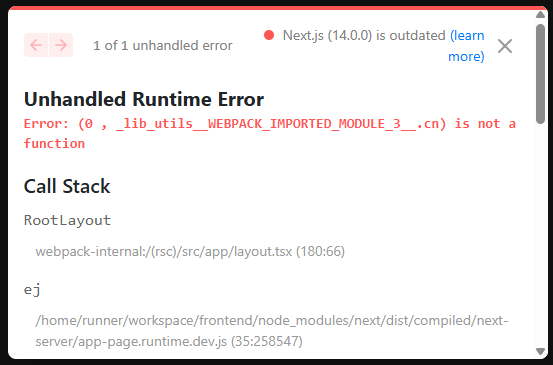 ← → 1 of 1 unhandled error
Next.js (14.0.0) is outdated (learn
more)
Unhandled Runtime Error
Error: (0 , _lib_utils__WEBPACK_IMPORTED_MODULE_3__.cn) is not a
function
Call Stack
RootLayout
webpack-internal:/(rsc)/src/app/layout.tsx (180:66)
ej
/home/runner/workspace/frontend/node_modules/next/dist/compiled/next-
server/app-page.runtime.dev.js (35:258547)